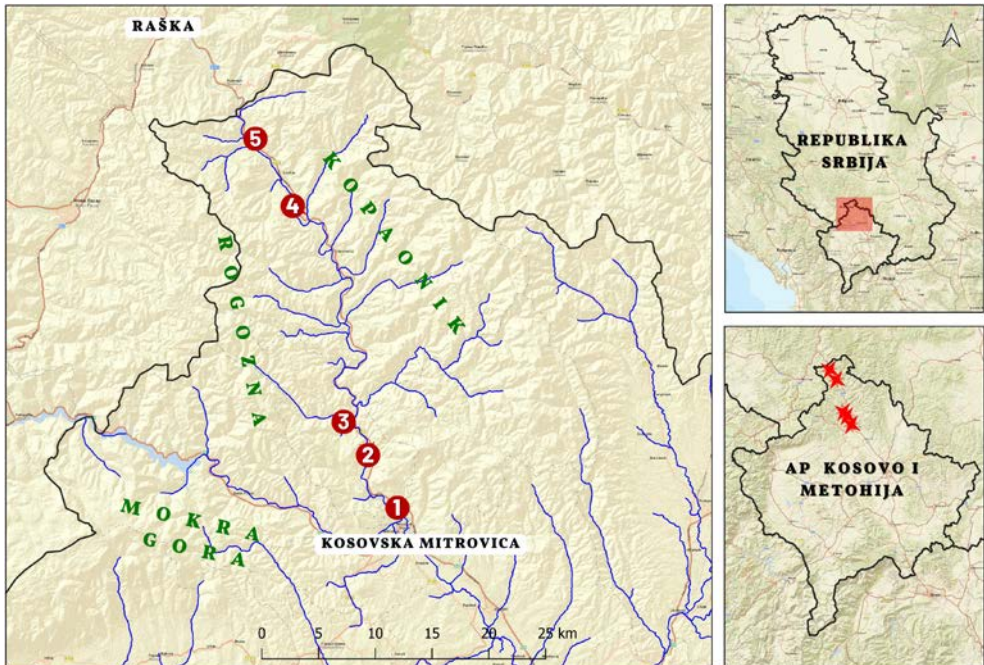 RAŠKA
5
4
KOPAONIK
ROGOZNA
3
2
1
MOKRA
GORA
KOSOVSKA MITROVICA
0 5 10 15 20 25 km
REPUBLIKA
SRBIJA
AP KOSOVO I
METOHIJA